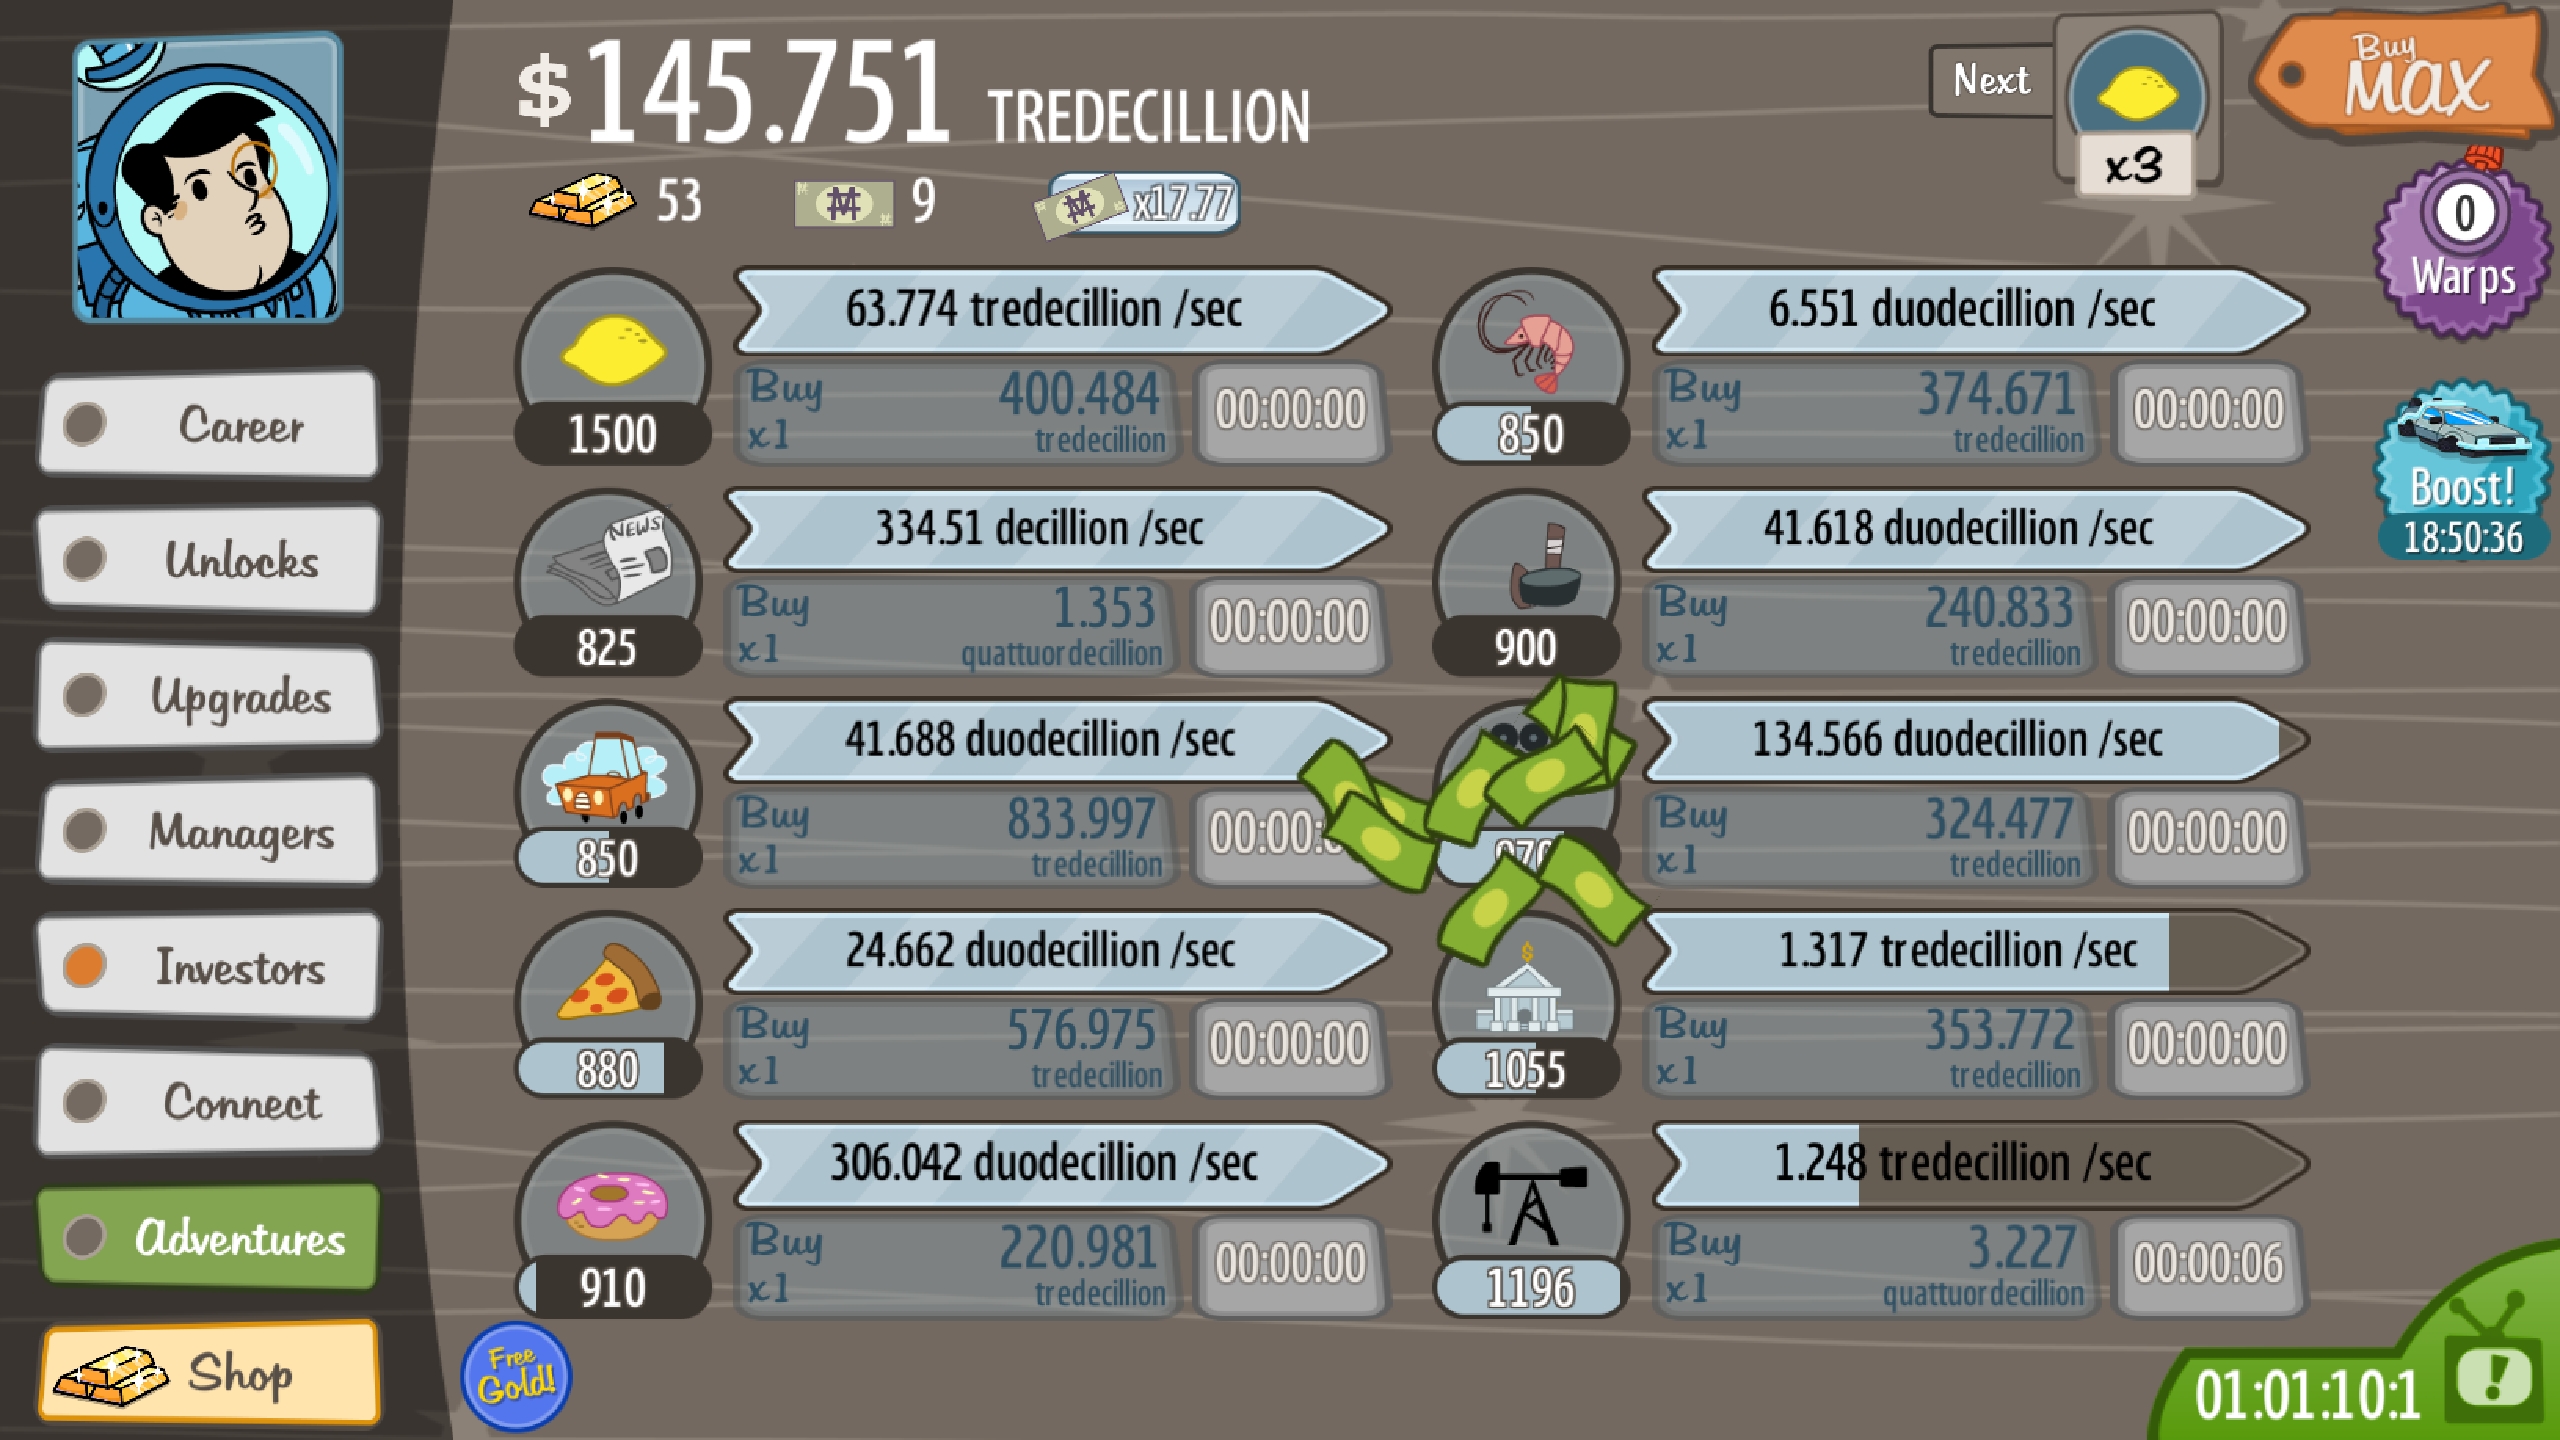 $145.751 TREDECILLION
53
9
x17.77
Next
x3
Buy
MAX
0
Warps
Boost!
18:50:36
Career
Unlocks
Upgrades
Managers
Investors
Connect
Adventures
Shop
63.774 tredecillion /sec
1500
Buy
x1
400.484
tredecillion
00:00:00
6.551 duodecillion /sec
850
Buy
x1
374.671
tredecillion
00:00:00
NEWS
334.51 decillion /sec
825
Buy
x1
1.353
quattuordecillion
00:00:00
41.618 duodecillion /sec
900
Buy
x1
240.833
tredecillion
00:00:00
41.688 duodecillion /sec
850
Buy
x1
833.997
tredecillion
134.566 duodecillion /sec
Buy
x1
324.477
tredecillion
00:00:00
24.662 duodecillion /sec
880
Buy
x1
576.975
tredecillion
00:00:00
$
1.317 tredecillion /sec
1055
Buy
x1
353.772
tredecillion
00:00:00
306.042 duodecillion /sec
910
Buy
x1
220.981
tredecillion
00:00:00
1.248 tredecillion /sec
1196
Buy
x1
3.227
quattuordecillion
00:00:06
Free
Gold!
01:01:10:1
!